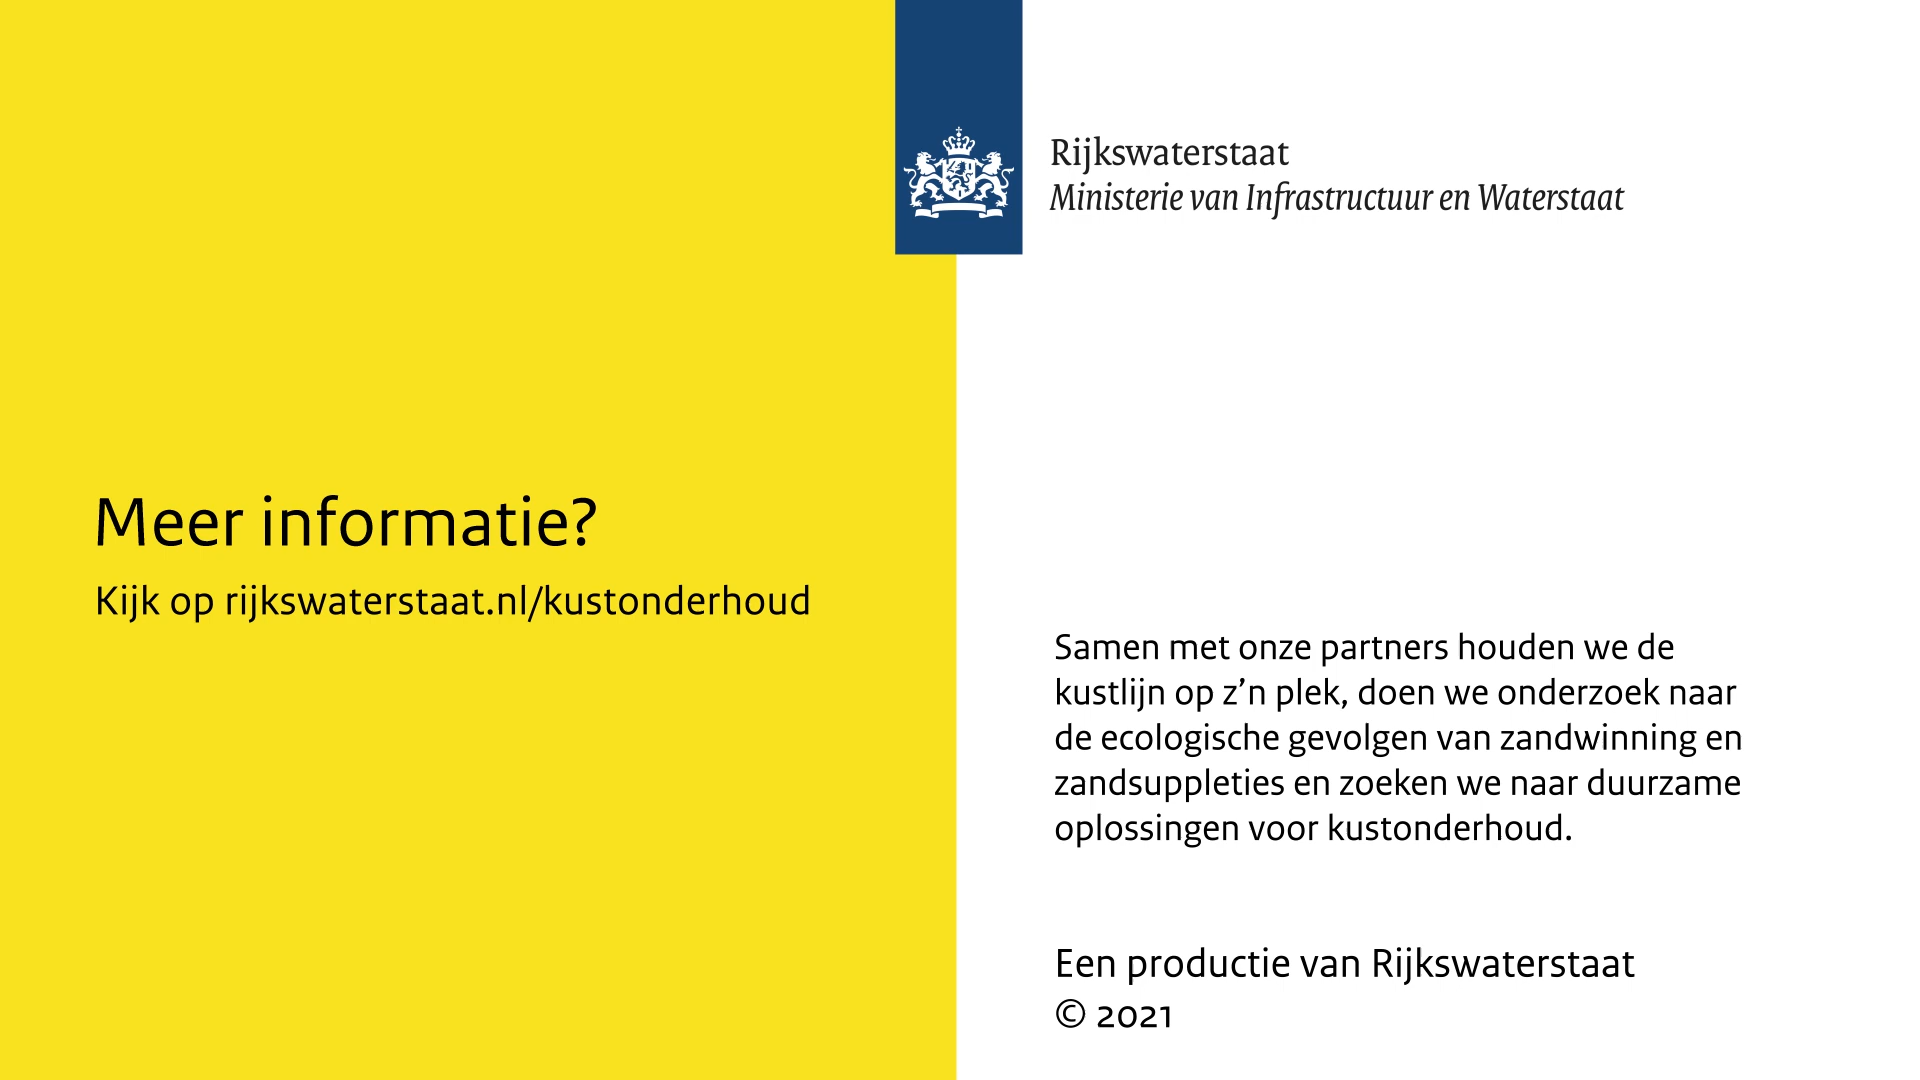 Rijkswaterstaat
Ministerie van Infrastructuur en Waterstaat
Meer informatie?
Kijk op rijkswaterstaat.nl/kustonderhoud
Samen met onze partners houden we de
kustlijn op z’n plek, doen we onderzoek naar
de ecologische gevolgen van zandwinning en
zandsuppleties en zoeken we naar duurzame
oplossingen voor kustonderhoud.
Een productie van Rijkswaterstaat
© 2021